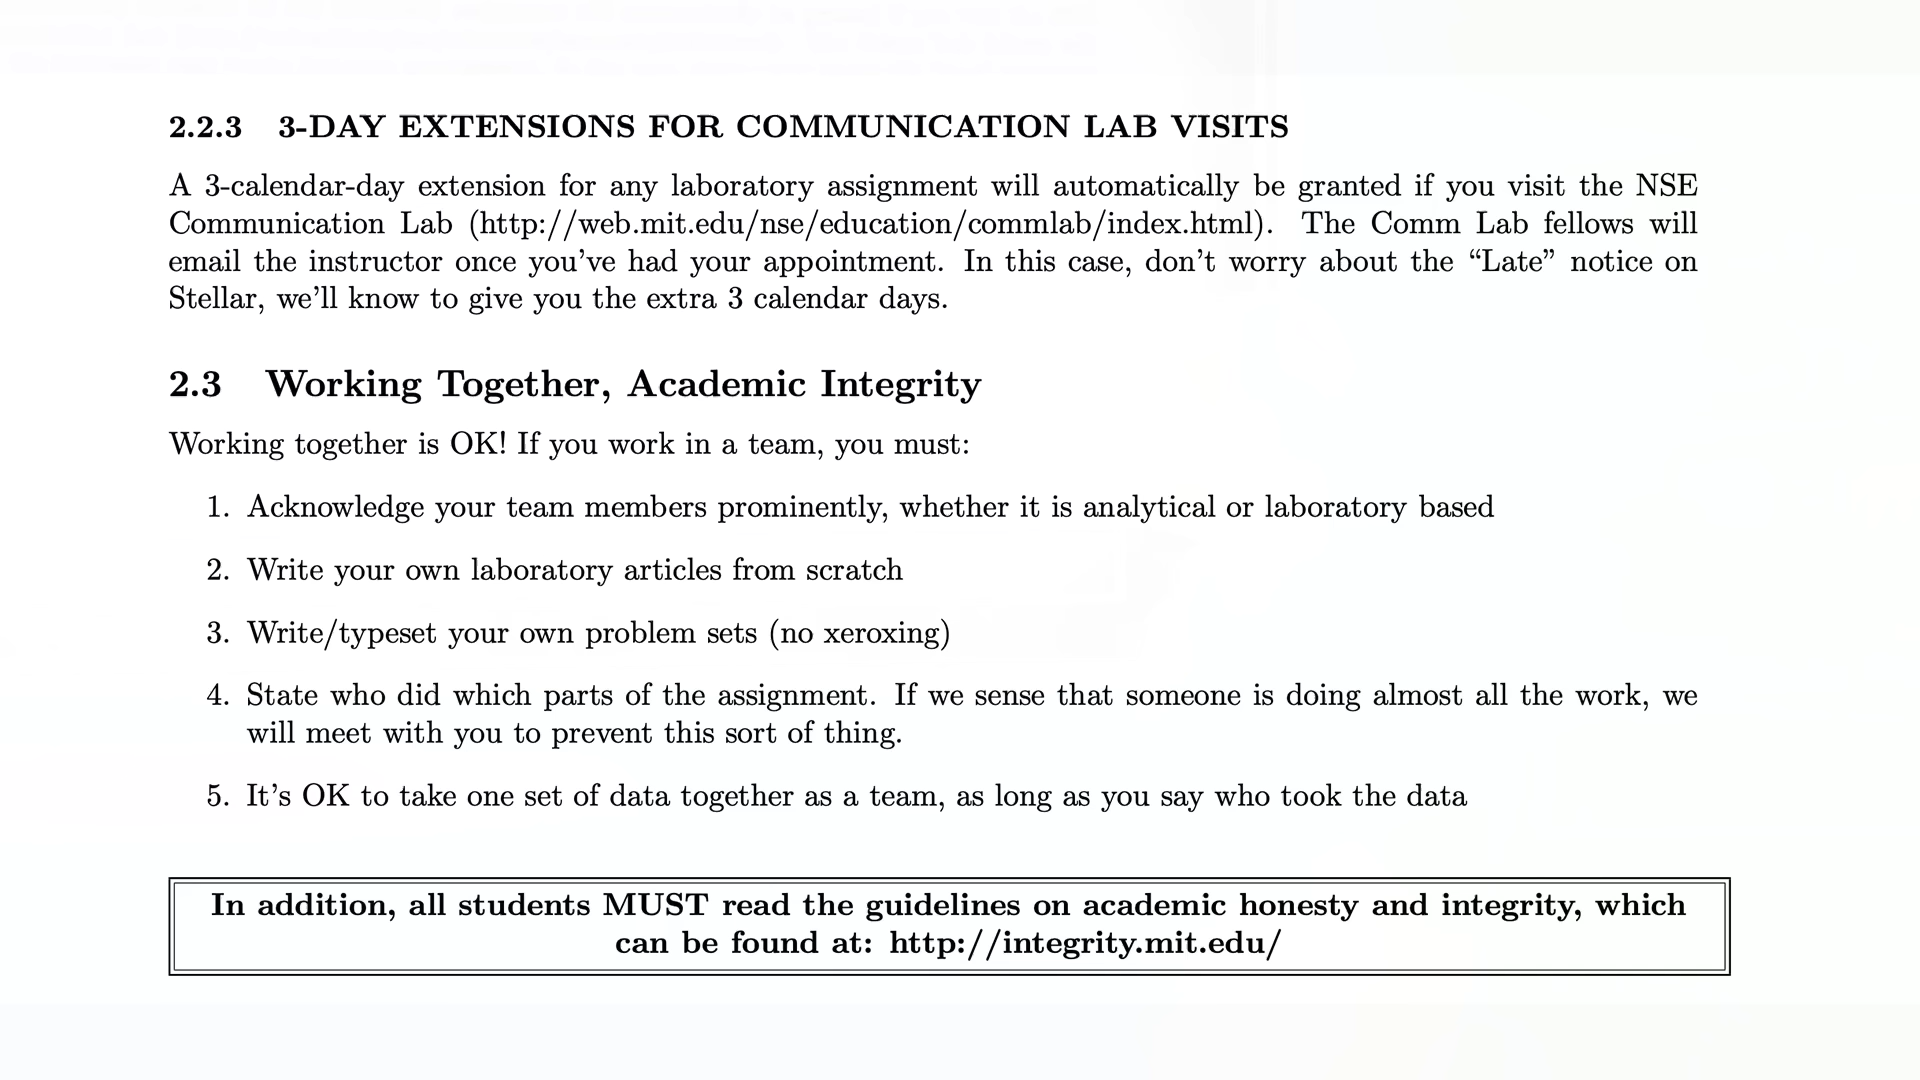 2.2.3 3-DAY EXTENSIONS FOR COMMUNICATION LAB VISITS
A 3-calendar-day extension for any laboratory assignment will automatically be granted if you visit the NSE
Communication Lab (http://web.mit.edu/nse/education/commlab/index.html). The Comm Lab fellows will
email the instructor once you’ve had your appointment. In this case, don’t worry about the “Late” notice on
Stellar, we’ll know to give you the extra 3 calendar days.
2.3 Working Together, Academic Integrity
Working together is OK! If you work in a team, you must:
1. Acknowledge your team members prominently, whether it is analytical or laboratory based
2. Write your own laboratory articles from scratch
3. Write/typeset your own problem sets (no xeroxing)
4. State who did which parts of the assignment. If we sense that someone is doing almost all the work, we
will meet with you to prevent this sort of thing.
5. It’s OK to take one set of data together as a team, as long as you say who took the data
In addition, all students MUST read the guidelines on academic honesty and integrity, which
can be found at: http://integrity.mit.edu/